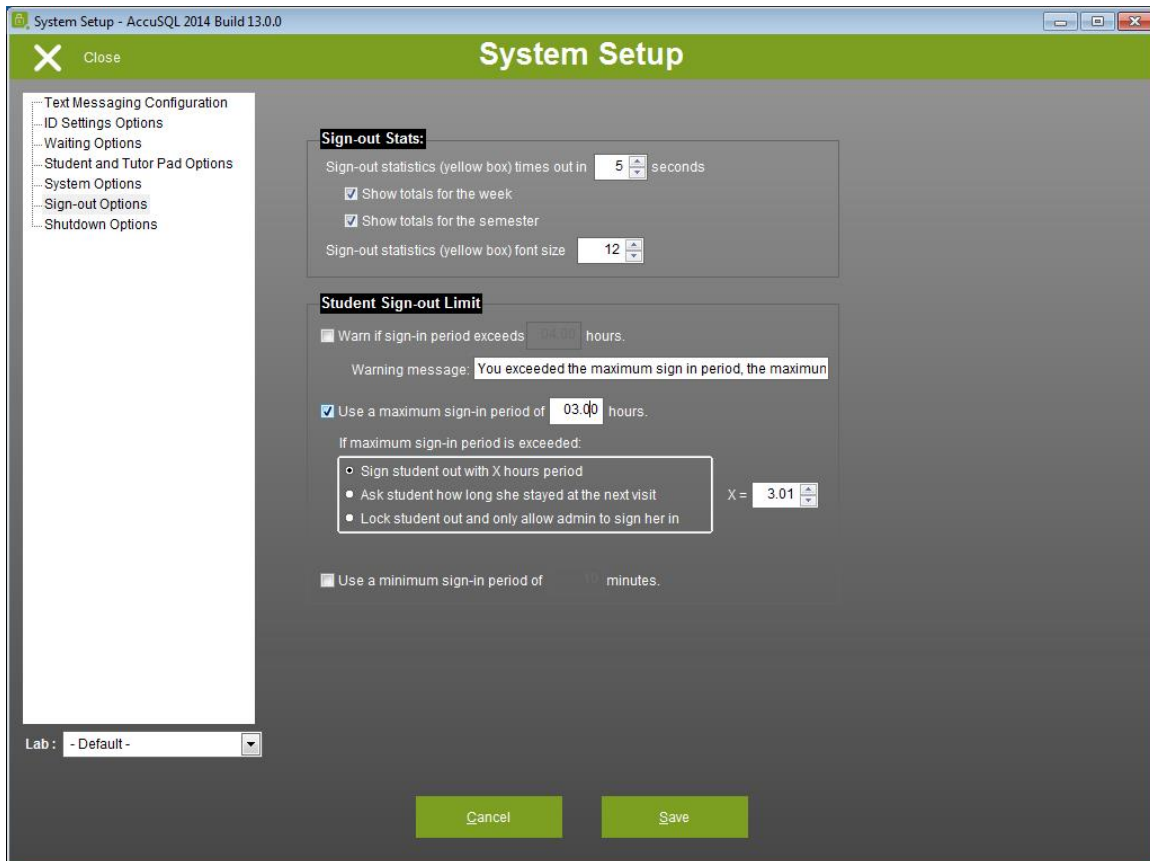 System Setup - AccuSQL 2014 Build 13.0.0
Close
System Setup
Text Messaging Configuration
ID Settings Options
Waiting Options
Student and Tutor Pad Options
System Options
Sign-out Options
Shutdown Options
Sign-out Stats:
Sign-out statistics (yellow box) times out in 5 seconds
Show totals for the week
Show totals for the semester
Sign-out statistics (yellow box) font size 12
Student Sign-out Limit
Warn if sign-in period exceeds 04.00 hours.
Warning message: You exceeded the maximum sign in period, the maximun
Use a maximum sign-in period of 03.00 hours.
If maximum sign-in period is exceeded:
Sign student out with X hours period
Ask student how long she stayed at the next visit
X = 3.01
Lock student out and only allow admin to sign her in
Use a minimum sign-in period of 10 minutes.
Lab : - Default -
Cancel
Save